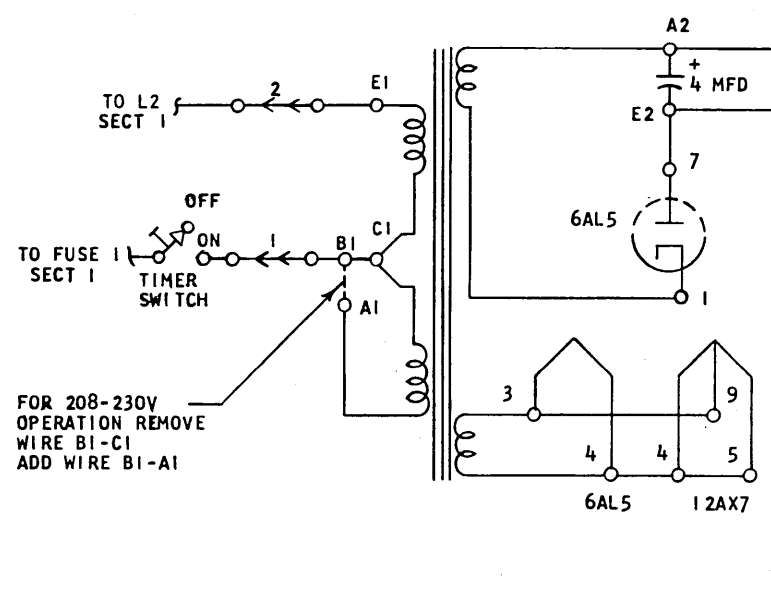 A2
+
4 MFD
E2
7
6AL5
1
TO L2
SECT 1
2
E1
OFF
ON
TO FUSE 1
SECT 1
TIMER
SWITCH
1
B1
C1
A1
FOR 208-230V
OPERATION REMOVE
WIRE B1-C1
ADD WIRE B1-A1
3
9
4
4
5
6AL5
12AX7